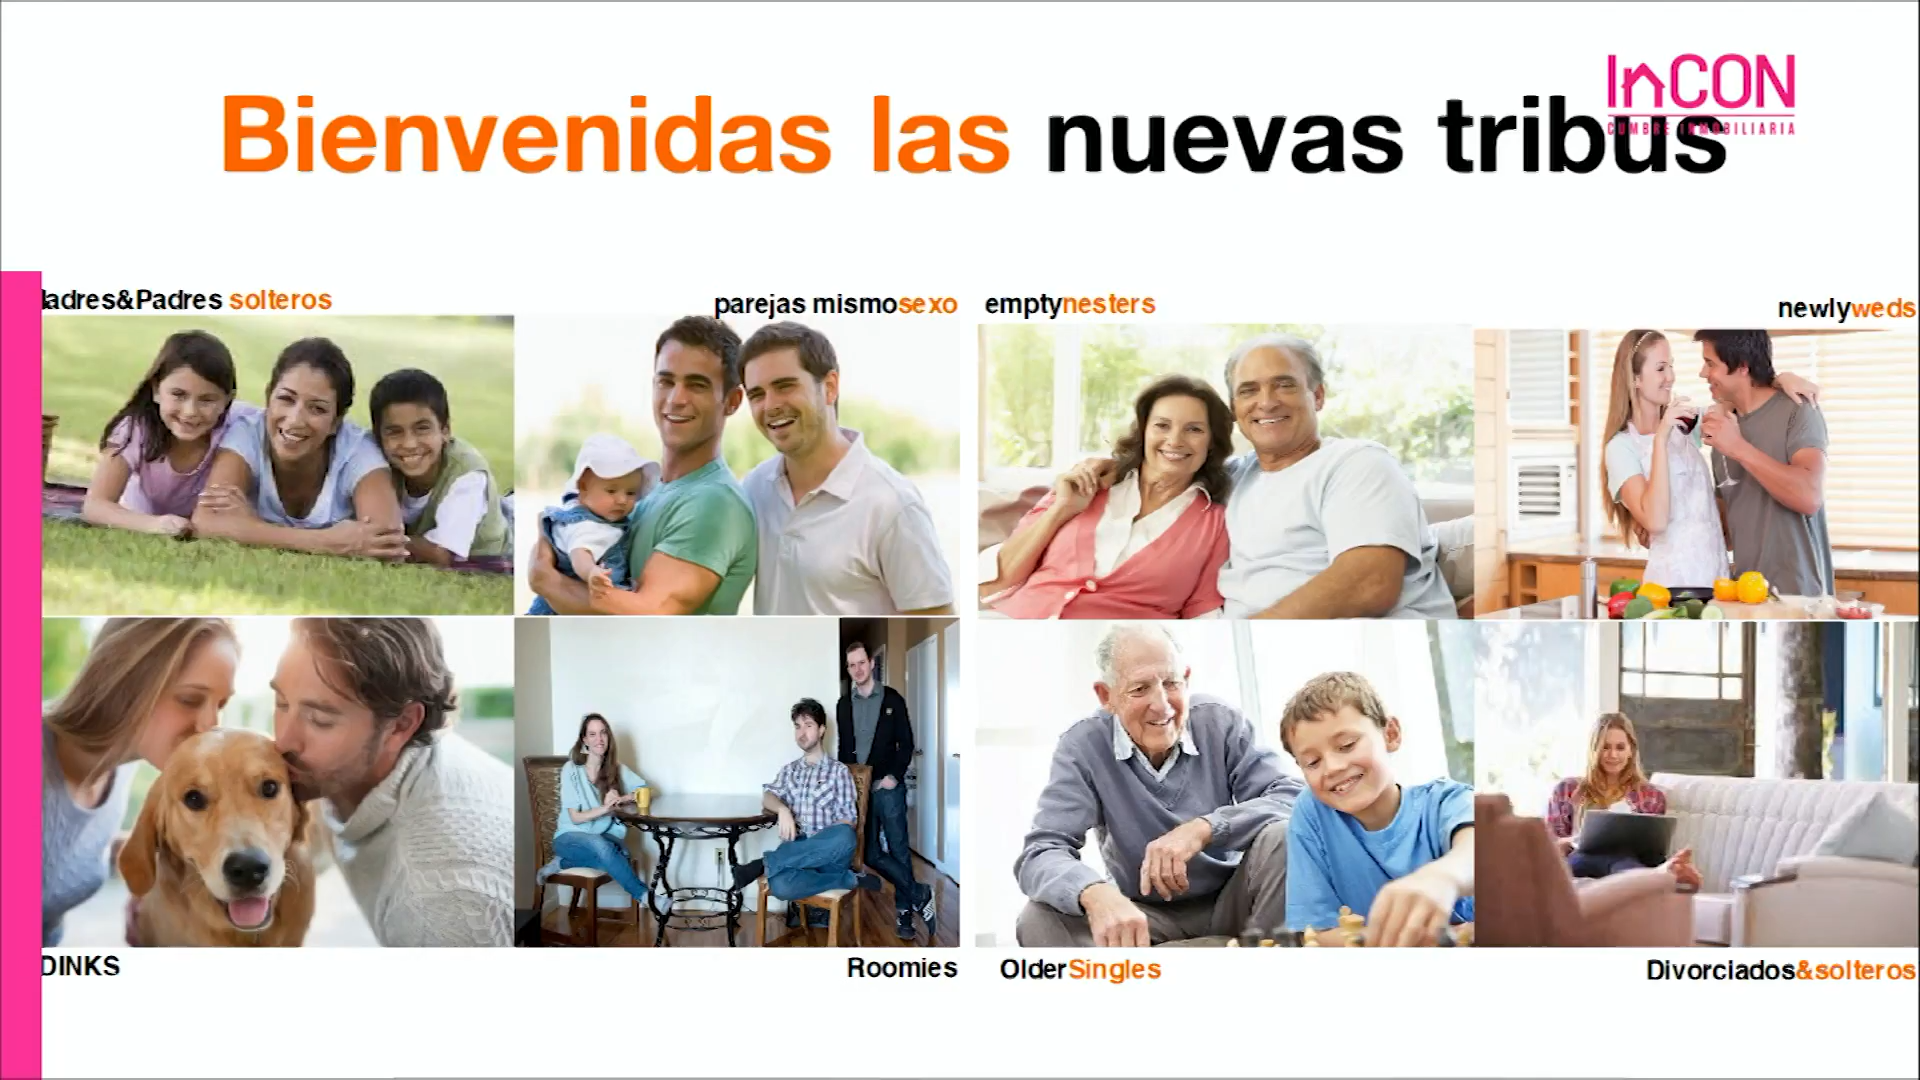 InCON
CUMBRE INMOBILIARIA
Bienvenidas las nuevas tribus
adres&Padres solteros
parejas mismosexo
emptynesters
newlyweds
DINKS
Roomies
OlderSingles
Divorciados&solteros